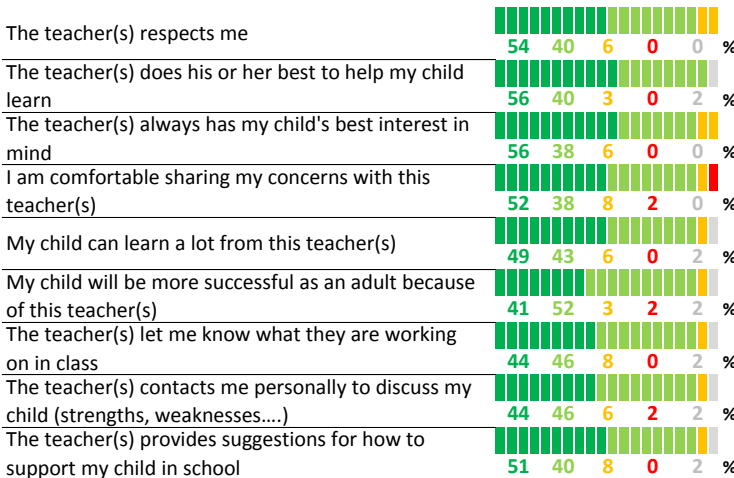 The teacher(s) respects me
54 40 6 0 0 %
The teacher(s) does his or her best to help my child
learn
56 40 3 0 2 %
The teacher(s) always has my child's best interest in
mind
56 38 6 0 0 %
I am comfortable sharing my concerns with this
teacher(s)
52 38 8 2 0 %
My child can learn a lot from this teacher(s)
49 43 6 0 2 %
My child will be more successful as an adult because
of this teacher(s)
41 52 3 2 2 %
The teacher(s) let me know what they are working
on in class
44 46 8 0 2 %
The teacher(s) contacts me personally to discuss my
child (strengths, weaknesses....)
44 46 6 2 2 %
The teacher(s) provides suggestions for how to
support my child in school
51 40 8 0 2 %